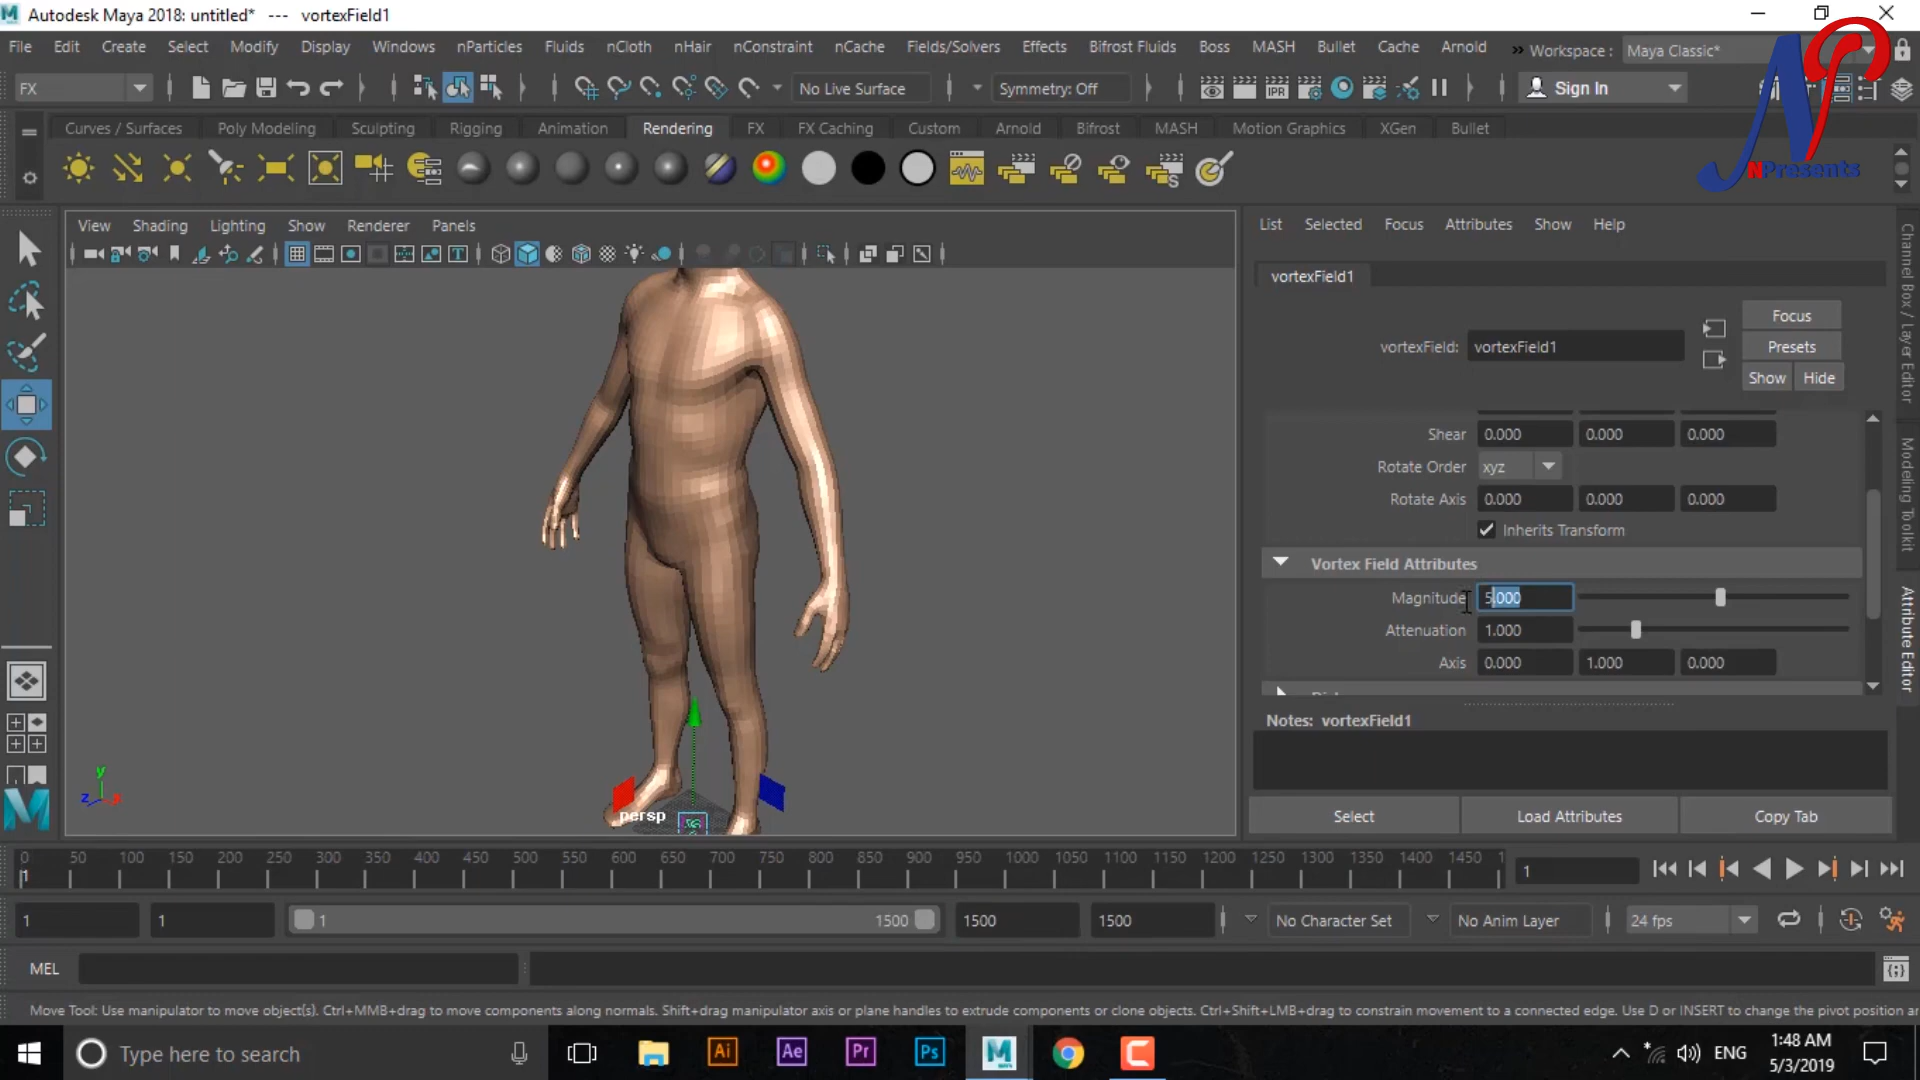 Autodesk Maya 2018: untitled*   ---   vortexField1
File Edit Create Select Modify Display Windows nParticles Fluids nCloth nHair nConstraint nCache Fields/Solvers Effects Bifrost Fluids Boss MASH Bullet Cache Arnold » Workspace : Maya Classic*
FX No Live Surface Symmetry: Off IPR Sign In
NPresents
Curves / Surfaces Poly Modeling Sculpting Rigging Animation Rendering FX FX Caching Custom Arnold Bifrost MASH Motion Graphics XGen Bullet
View Shading Lighting Show Renderer Panels
List Selected Focus Attributes Show Help
vortexField1
Focus
vortexField: vortexField1 Presets
Show Hide
Shear 0.000 0.000 0.000
Rotate Order xyz
Rotate Axis 0.000 0.000 0.000
Inherits Transform
Vortex Field Attributes
Magnitude 5.000
Attenuation 1.000
Axis 0.000 1.000 0.000
Notes: vortexField1
Select Load Attributes Copy Tab
Channel Box / Layer Editor
Modeling Toolkit
Attribute Editor
y
z x
persp
0 50 100 150 200 250 300 350 400 450 500 550 600 650 700 750 800 850 900 950 1000 1050 1100 1150 1200 1250 1300 1350 1400 1450 1
1 1
1 1 1 1500 1500 1500 No Character Set No Anim Layer 24 fps
MEL
Move Tool: Use manipulator to move object(s). Ctrl+MMB+drag to move components along normals. Shift+drag manipulator axis or plane handles to extrude components or clone objects. Ctrl+Shift+LMB+drag to constrain movement to a connected edge. Use D or INSERT to change the pivot position
Type here to search Ai Ae Pr Ps M C ENG 1:48 AM
5/3/2019